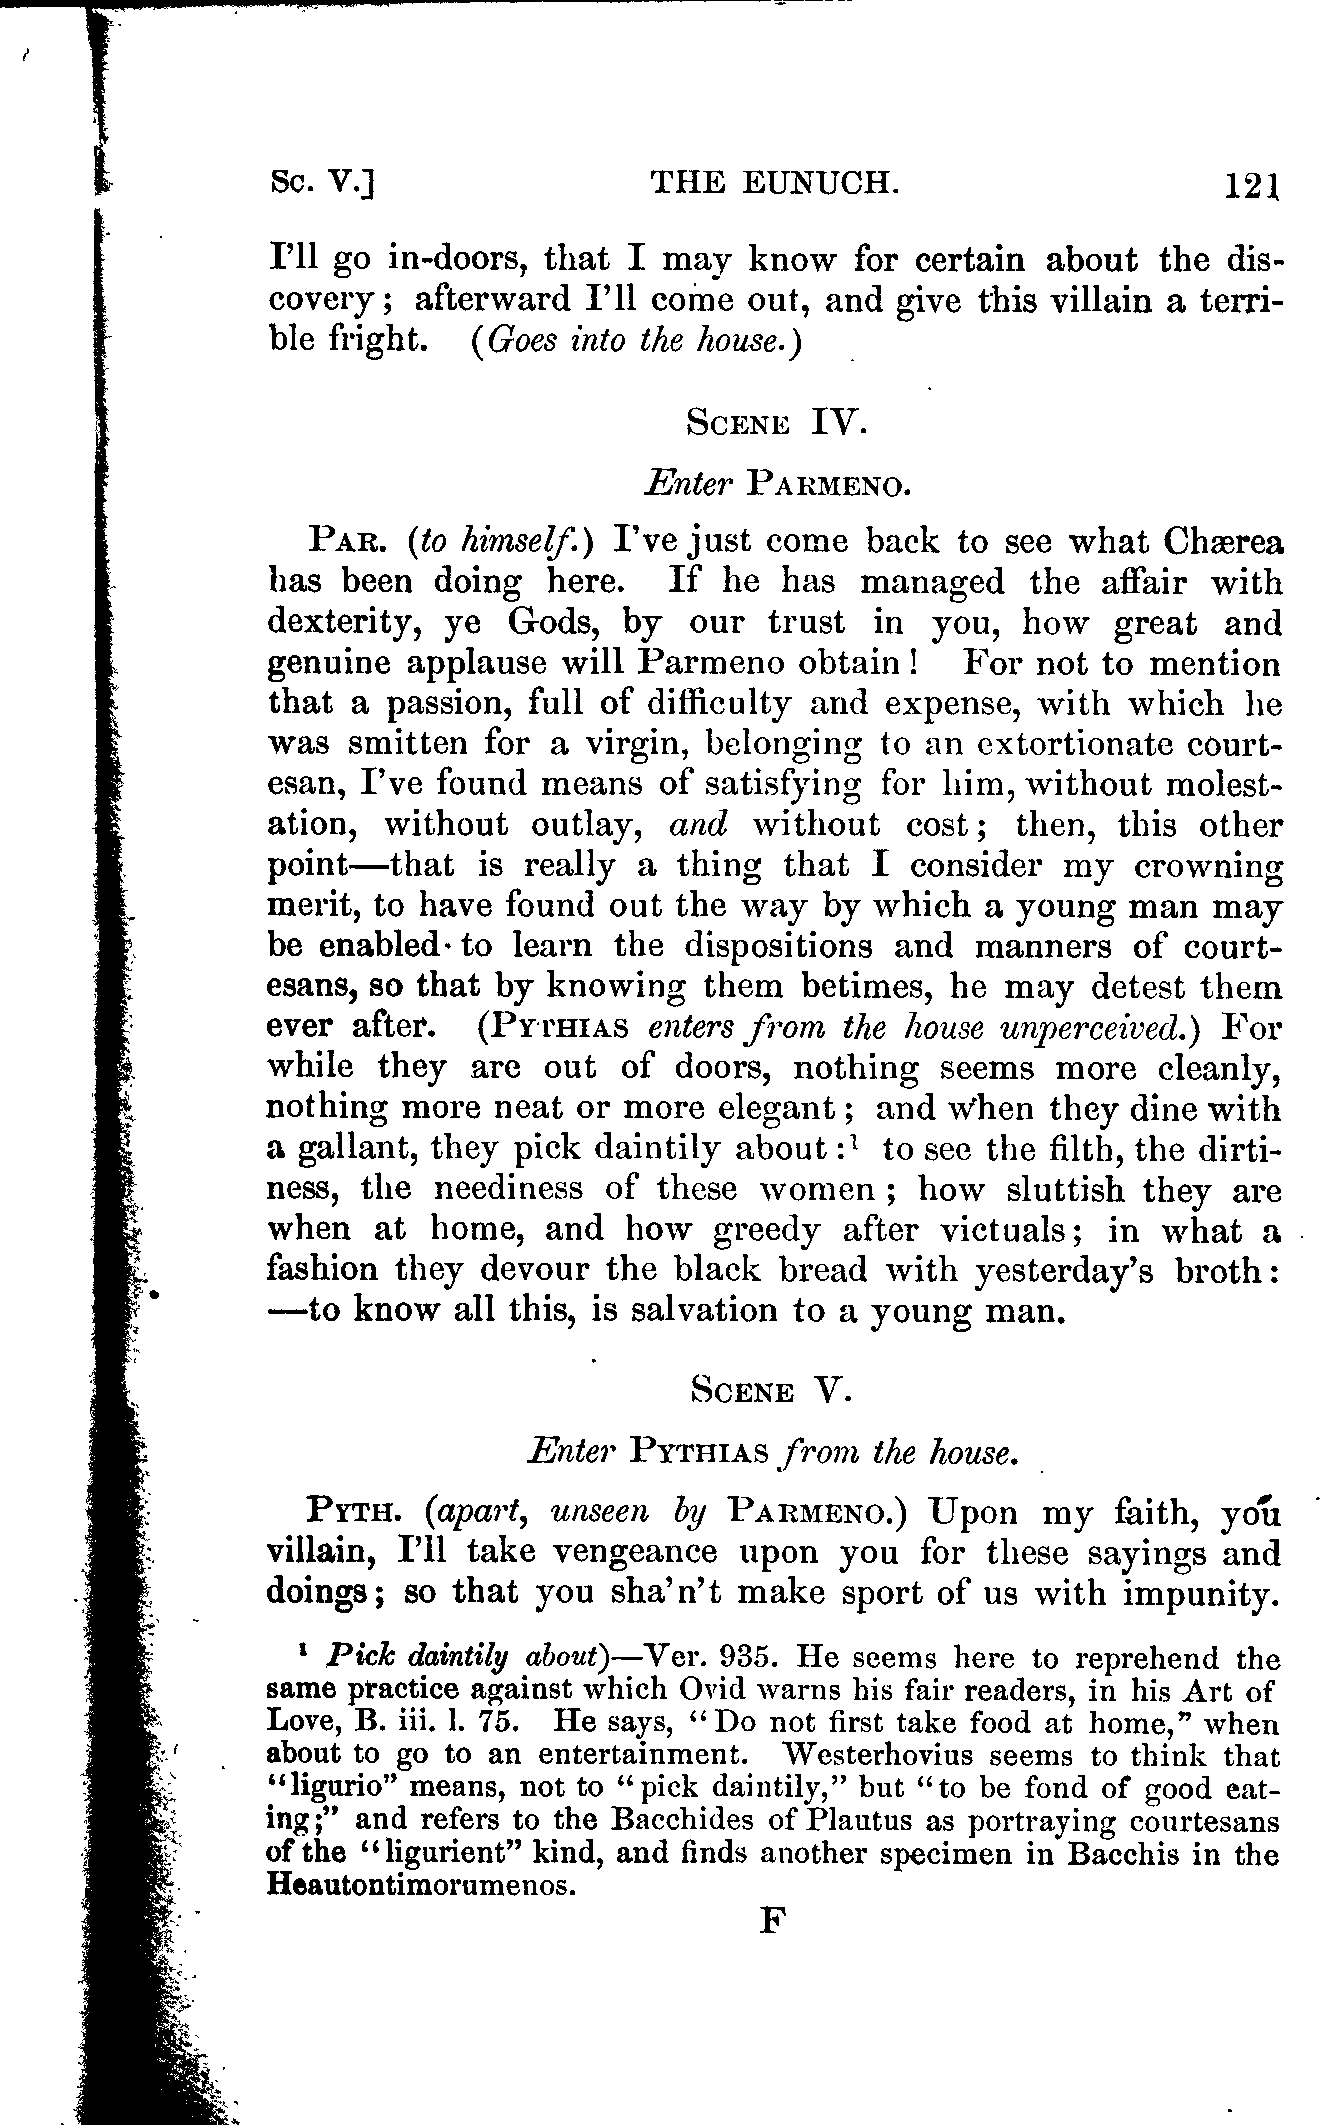 Sc. V.] THE EUNUCH. 121
I'll go in-doors, that I may know for certain about the dis-
covery; afterward I'll come out, and give this villain a terri-
ble fright. (Goes into the house.)
Scene IV.
Enter Parmeno.
Par. (to himself.) I've just come back to see what Chærea
has been doing here. If he has managed the affair with
dexterity, ye Gods, by our trust in you, how great and
genuine applause will Parmeno obtain! For not to mention
that a passion, full of difficulty and expense, with which he
was smitten for a virgin, belonging to an extortionate court-
esan, I've found means of satisfying for him, without molest-
ation, without outlay, and without cost; then, this other
point—that is really a thing that I consider my crowning
merit, to have found out the way by which a young man may
be enabled to learn the dispositions and manners of court-
esans, so that by knowing them betimes, he may detest them
ever after. (Pythias enters from the house unperceived.) For
while they are out of doors, nothing seems more cleanly,
nothing more neat or more elegant; and when they dine with
a gallant, they pick daintily about:¹ to see the filth, the dirti-
ness, the neediness of these women; how sluttish they are
when at home, and how greedy after victuals; in what a
fashion they devour the black bread with yesterday's broth:
—to know all this, is salvation to a young man.
Scene V.
Enter Pythias from the house.
Pyth. (apart, unseen by Parmeno.) Upon my faith, you
villain, I'll take vengeance upon you for these sayings and
doings; so that you sha'n't make sport of us with impunity.
¹ Pick daintily about)—Ver. 935. He seems here to reprehend the
same practice against which Ovid warns his fair readers, in his Art of
Love, B. iii. l. 75. He says, "Do not first take food at home," when
about to go to an entertainment. Westerhovius seems to think that
"ligurio" means, not to "pick daintily," but "to be fond of good eat-
ing;" and refers to the Bacchides of Plautus as portraying courtesans
of the "ligurient" kind, and finds another specimen in Bacchis in the
Heautontimorumenos.
F